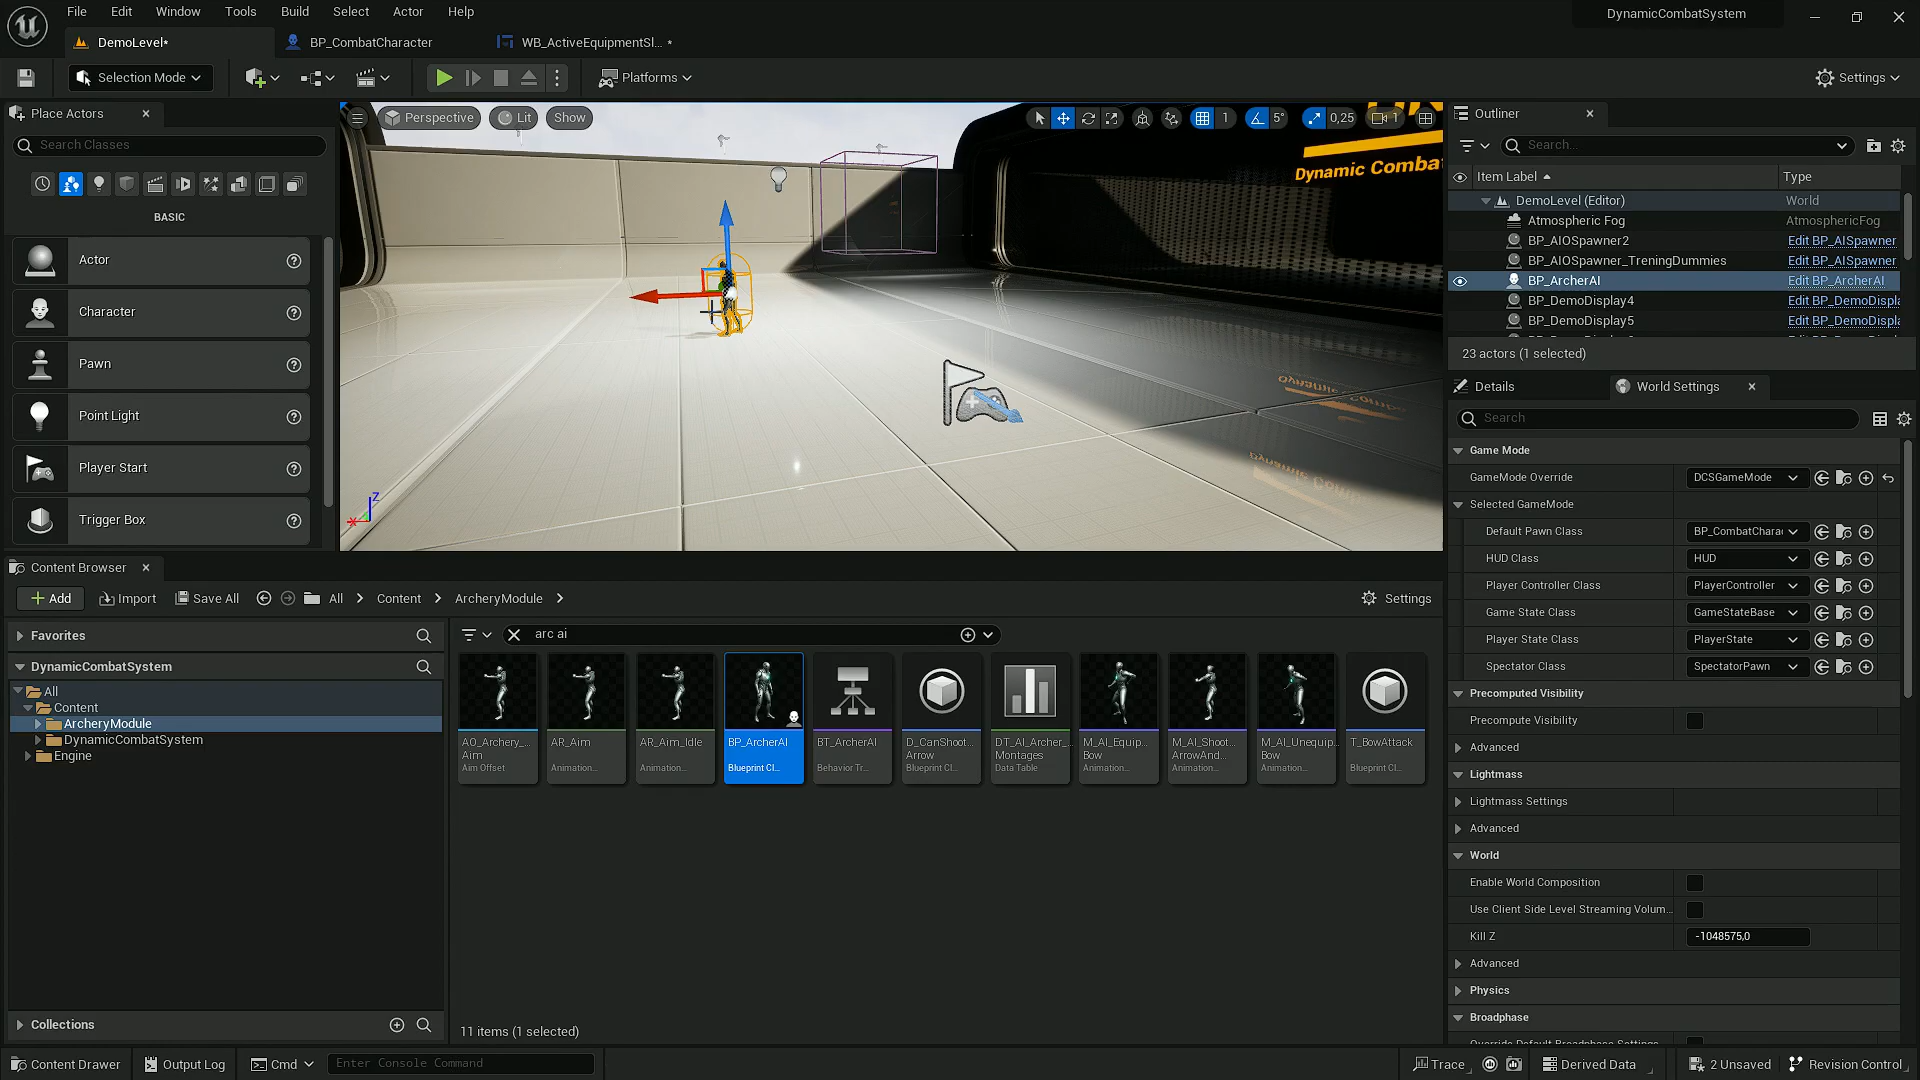 File Edit Window Tools Build Select Actor Help
DynamicCombatSystem
DemoLevel*
BP_CombatCharacter
WB_ActiveEquipmentSl... *
Selection Mode
Platforms
Settings
Place Actors
Search Classes
BASIC
Actor
Character
Pawn
Point Light
Player Start
Trigger Box
Perspective
Lit
Show
1
5°
0,25
1
Dynamic Comba
Z
X
Outliner
Search...
Item Label
Type
DemoLevel (Editor) World
Atmospheric Fog AtmosphericFog
BP_AIOSpawner2 Edit BP_AISpawner
BP_AIOSpawner_TreningDummies Edit BP_AISpawner
BP_ArcherAI Edit BP_ArcherAI
BP_DemoDisplay4 Edit BP_DemoDispl
BP_DemoDisplay5 Edit BP_DemoDispl
23 actors (1 selected)
Details
World Settings
Search
Game Mode
GameMode Override DCSGameMode
Selected GameMode
Default Pawn Class BP_CombatChara
HUD Class HUD
Player Controller Class PlayerController
Game State Class GameStateBase
Player State Class PlayerState
Spectator Class SpectatorPawn
Precomputed Visibility
Precompute Visibility
Advanced
Lightmass
Lightmass Settings
Advanced
World
Enable World Composition
Use Client Side Level Streaming Volum...
Kill Z -1048575,0
Advanced
Physics
Broadphase
Override Default Broadphase Settings
Content Browser
Add
Import
Save All
All
Content
ArcheryModule
Settings
Favorites
DynamicCombatSystem
All
Content
ArcheryModule
DynamicCombatSystem
Engine
Collections
arc ai
AO_Archery_...
Aim
Aim Offset
AR_Aim
Animation...
AR_Aim_Idle
Animation...
BP_ArcherAI
Blueprint Cl...
BT_ArcherAI
Behavior Tr...
D_CanShoot...
Arrow
Blueprint Cl...
DT_AI_Archer_...
Montages
Data Table
M_AI_Equip...
Bow
Animation...
M_AI_Shoot...
ArrowAnd...
Animation...
M_AI_Unequip...
Bow
Animation...
T_BowAttack
Blueprint Cl...
11 items (1 selected)
Content Drawer
Output Log
Cmd
Enter Console Command
Trace
Derived Data
2 Unsaved
Revision Control